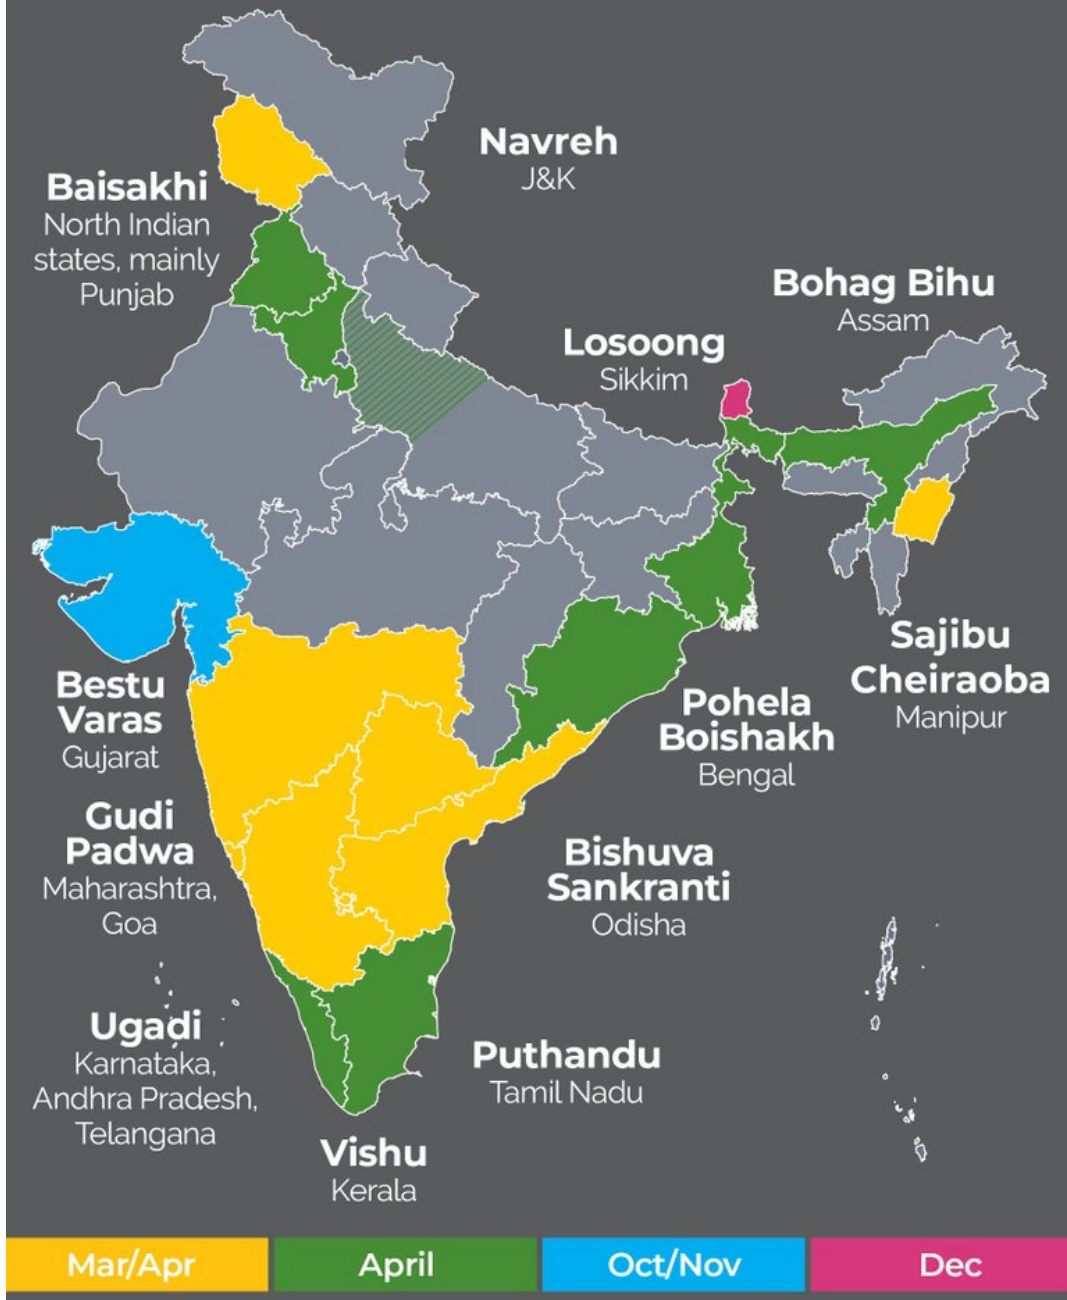 Navreh
J&K
Baisakhi
North Indian
states, mainly
Punjab
Bohag Bihu
Assam
Losoong
Sikkim
Sajibu
Cheiraoba
Manipur
Bestu
Varas
Gujarat
Pohela
Boishakh
Bengal
Gudi
Padwa
Maharashtra,
Goa
Bishuva
Sankranti
Odisha
Ugadi
Karnataka,
Andhra Pradesh,
Telangana
Puthandu
Tamil Nadu
Vishu
Kerala
Mar/Apr
April
Oct/Nov
Dec